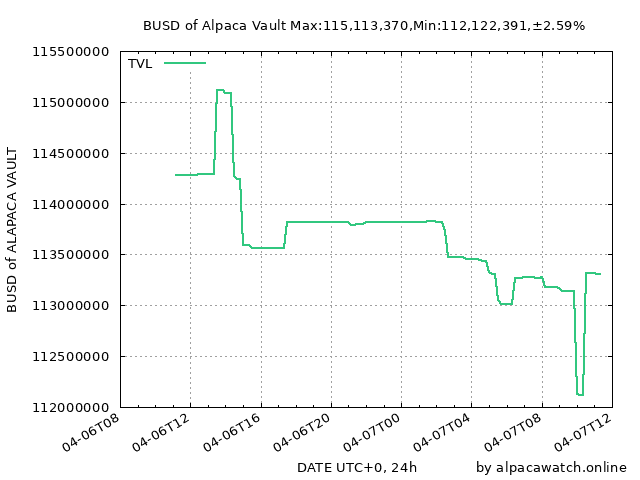 BUSD of Alpaca Vault Max:115,113,370,Min:112,122,391,±2.59%
TVL
115500000
115000000
114500000
114000000
113500000
113000000
112500000
112000000
BUSD of ALAPACA VAULT
04-06T08
04-06T12
04-06T16
04-06T20
04-07T00
04-07T04
04-07T08
04-07T12
DATE UTC+0, 24h
by alpacawatch.online